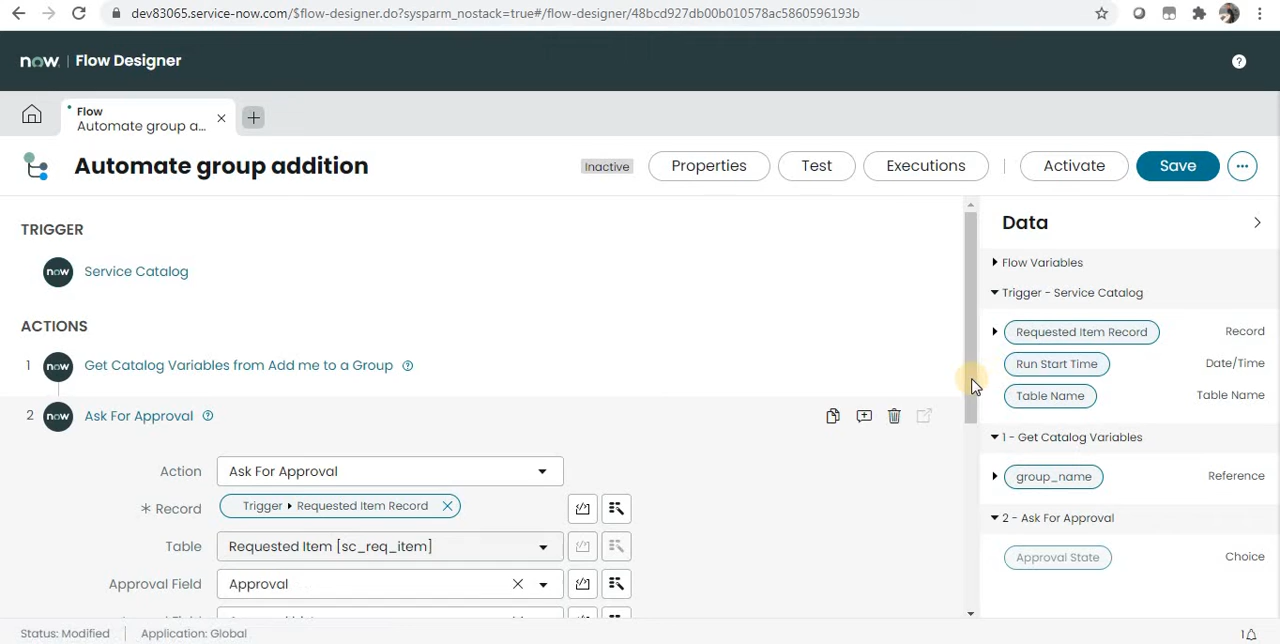 dev83065.service-now.com/$flow-designer.do?sysparm_nostack=true#/flow-designer/48bcd927db00b010578ac5860596193b
now. | Flow Designer
Flow
Automate group a...
Automate group addition
Inactive
Properties
Test
Executions
Activate
Save
TRIGGER
now
Service Catalog
ACTIONS
1 now Get Catalog Variables from Add me to a Group
2 now Ask For Approval
Action Ask For Approval
* Record Trigger ▸ Requested Item Record
Table Requested Item [sc_req_item]
Approval Field Approval
Data
Flow Variables
Trigger - Service Catalog
Requested Item Record Record
Run Start Time Date/Time
Table Name Table Name
1 - Get Catalog Variables
group_name Reference
2 - Ask For Approval
Approval State Choice
Status: Modified | Application: Global
1